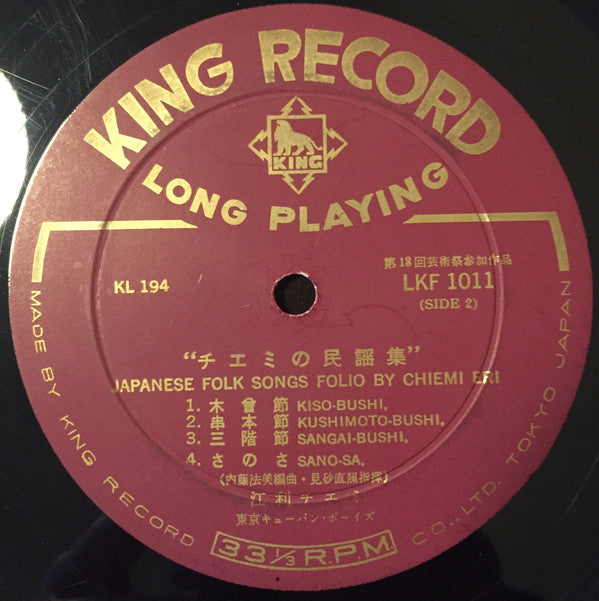 KING RECORD
KING
LONG PLAYING
第13回芸術祭参加作品
KL 194
LKF 1011
(SIDE 2)
“チエミの民謡集”
JAPANESE FOLK SONGS FOLIO BY CHIEMI ERI
1. 木曾節 KISO-BUSHI,
2. 串本節 KUSHIMOTO-BUSHI,
3. 三階節 SANGAI-BUSHI,
4. さのさ SANO-SA,
(内藤法美編曲・見砂直照指揮)
江利チエミ
東京キューバン・ボーイズ
33⅓ R.P.M.
MADE BY KING RECORD CO., LTD. TOKYO JAPAN